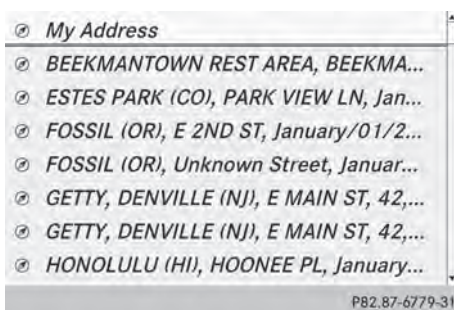 My Address
BEEKMANTOWN REST AREA, BEEKMA...
ESTES PARK (CO), PARK VIEW LN, Jan...
FOSSIL (OR), E 2ND ST, January/01/2...
FOSSIL (OR), Unknown Street, Januar...
GETTY, DENVILLE (NJ), E MAIN ST, 42,...
GETTY, DENVILLE (NJ), E MAIN ST, 42,...
HONOLULU (HI), HOONEE PL, January...
P82.87-6779-31